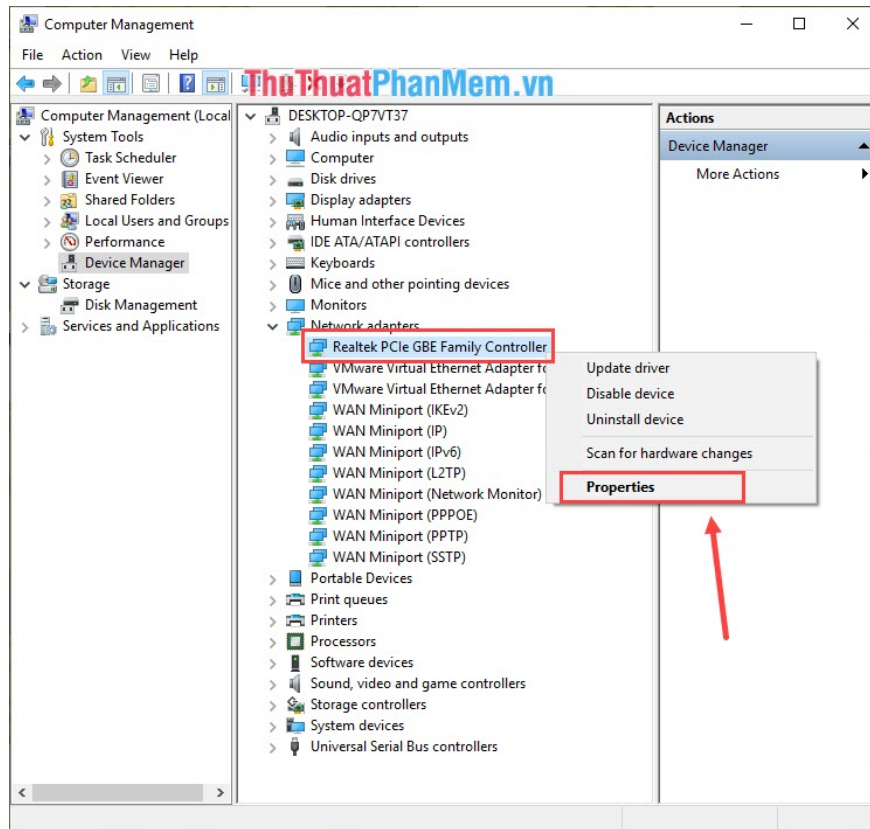 Computer Management
File Action View Help
ThuThuatPhanMem.vn
Computer Management (Local
System Tools
Task Scheduler
Event Viewer
Shared Folders
Local Users and Groups
Performance
Device Manager
Storage
Disk Management
Services and Applications
DESKTOP-QP7VT37
Audio inputs and outputs
Computer
Disk drives
Display adapters
Human Interface Devices
IDE ATA/ATAPI controllers
Keyboards
Mice and other pointing devices
Monitors
Network adapters
Realtek PCIe GBE Family Controller
VMware Virtual Ethernet Adapter fo
VMware Virtual Ethernet Adapter fo
WAN Miniport (IKEv2)
WAN Miniport (IP)
WAN Miniport (IPv6)
WAN Miniport (L2TP)
WAN Miniport (Network Monitor)
WAN Miniport (PPPOE)
WAN Miniport (PPTP)
WAN Miniport (SSTP)
Portable Devices
Print queues
Printers
Processors
Software devices
Sound, video and game controllers
Storage controllers
System devices
Universal Serial Bus controllers
Update driver
Disable device
Uninstall device
Scan for hardware changes
Properties
Actions
Device Manager
More Actions